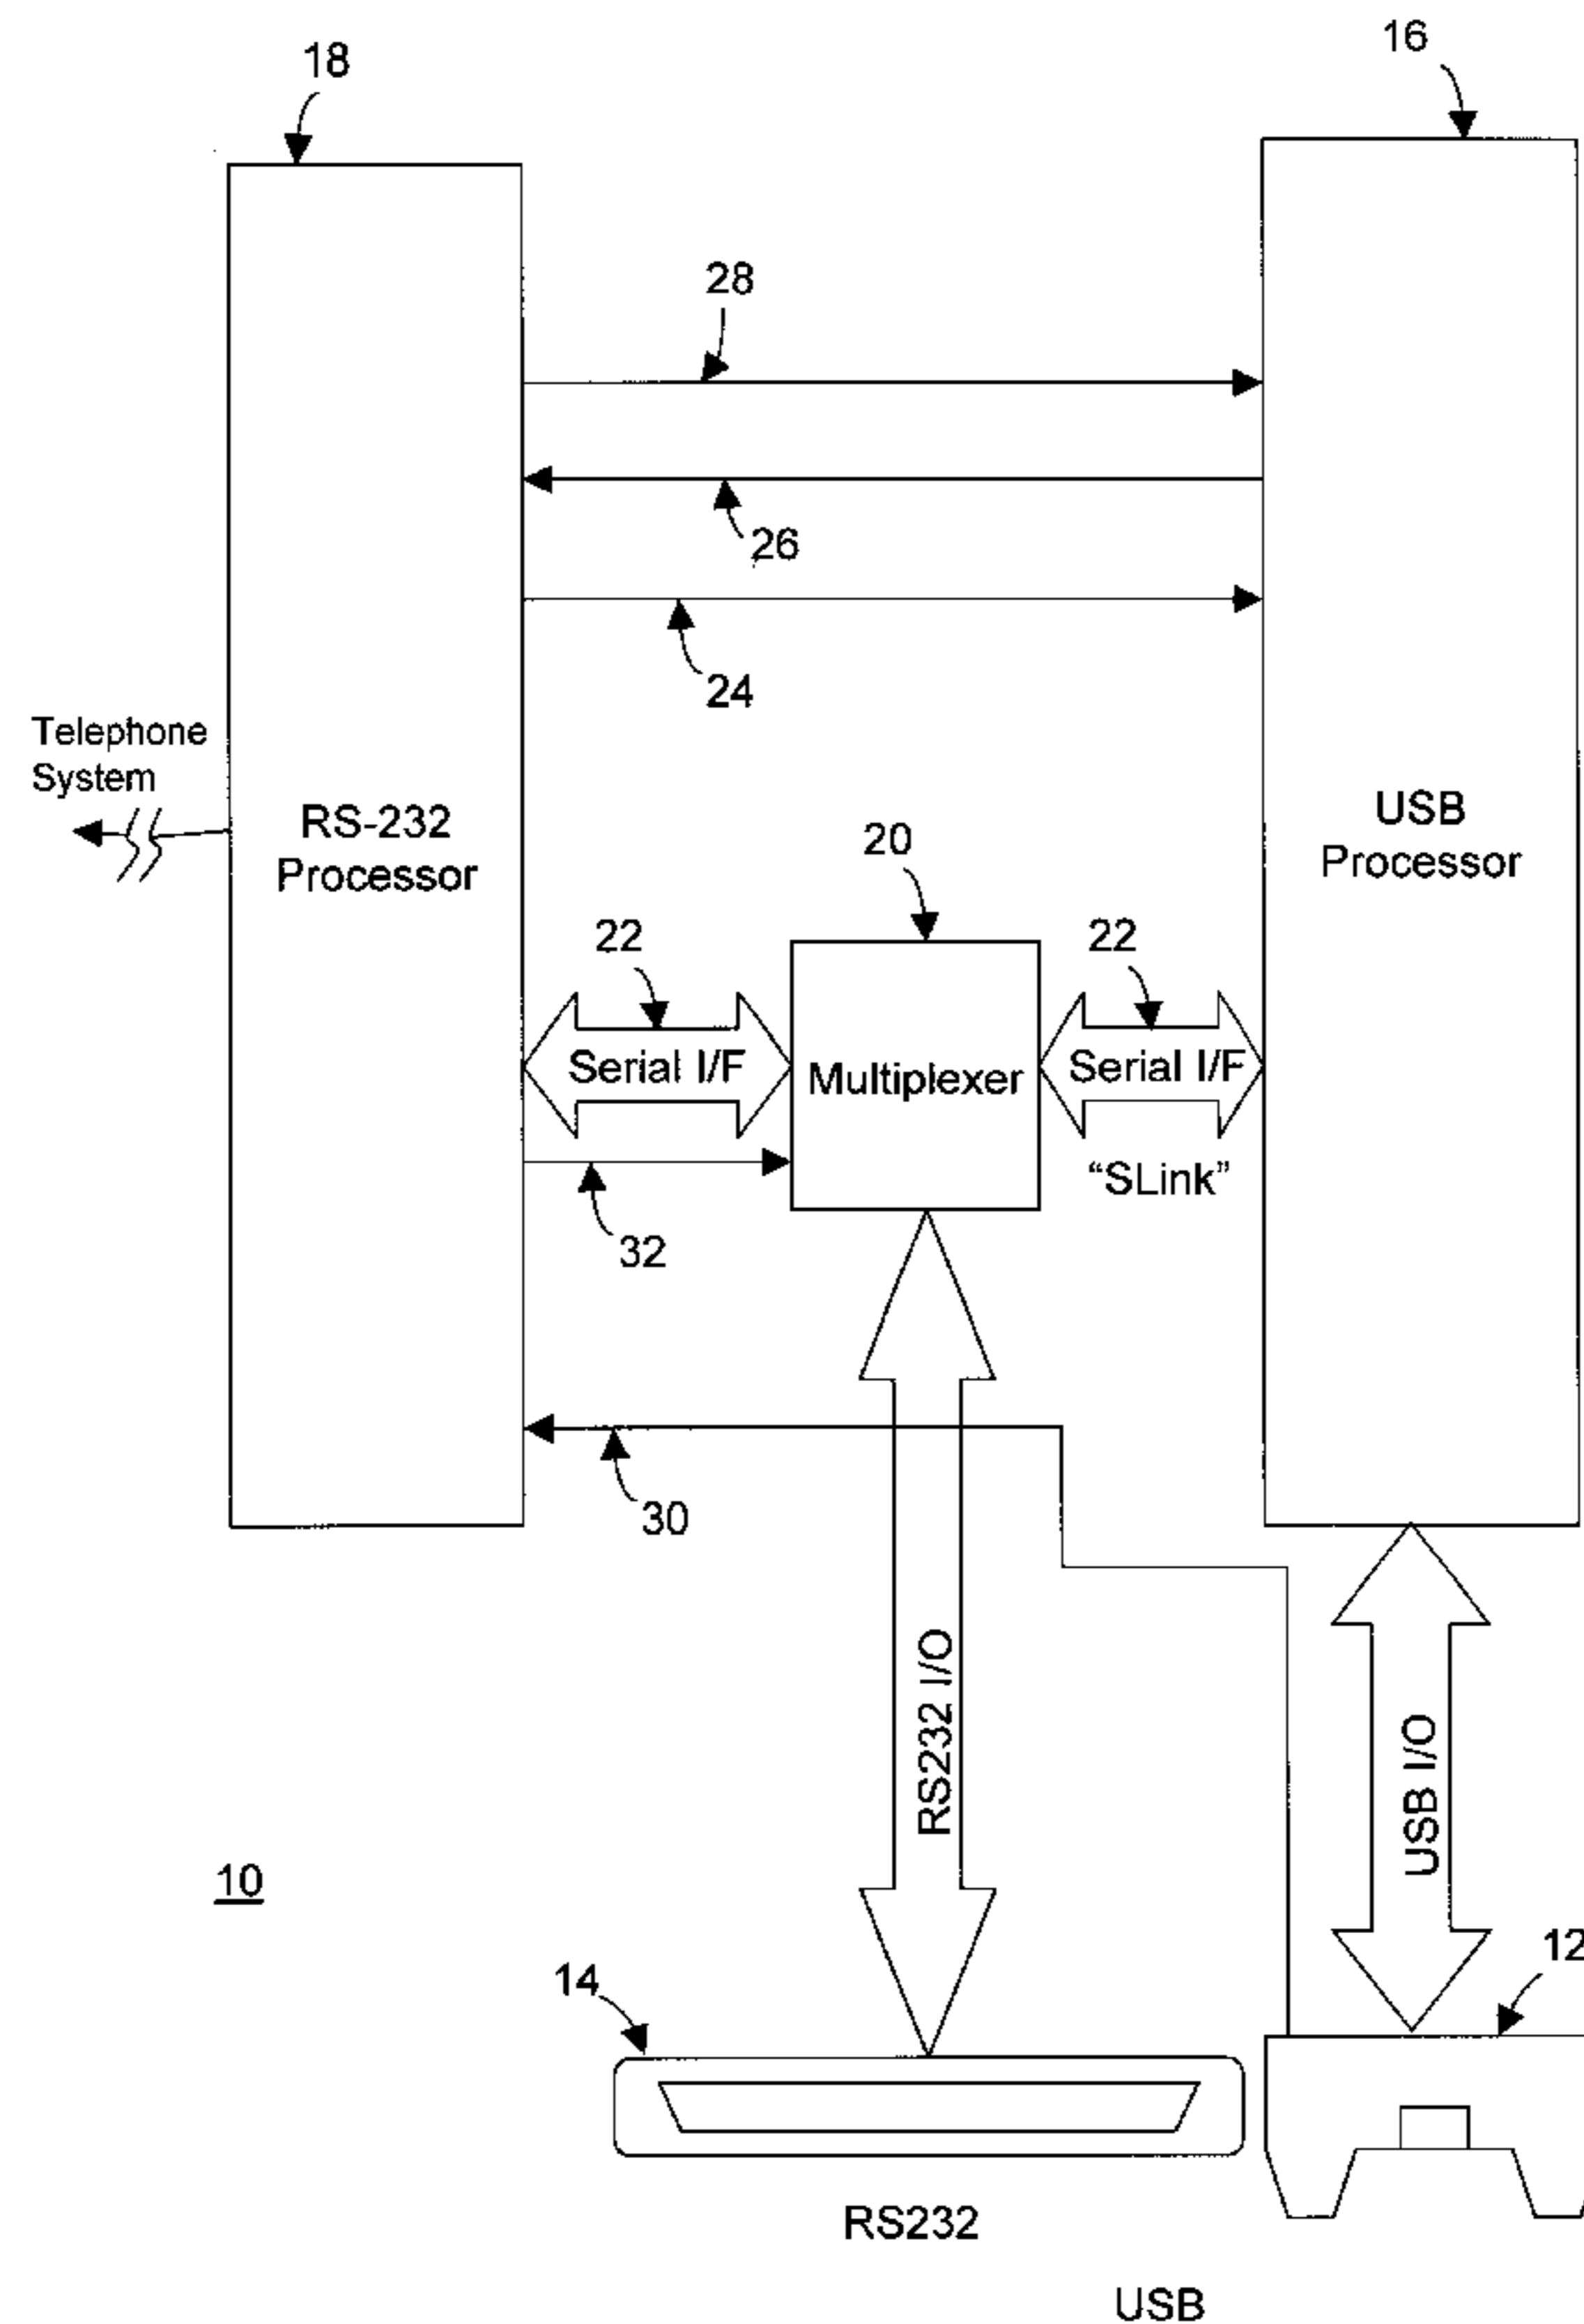 16
18
28
26
24
Telephone
System
RS-232
Processor
USB
Processor
20
22
22
Serial I/F
Multiplexer
Serial I/F
"SLink"
32
30
RS232 I/O
USB I/O
10
12
14
RS232
USB